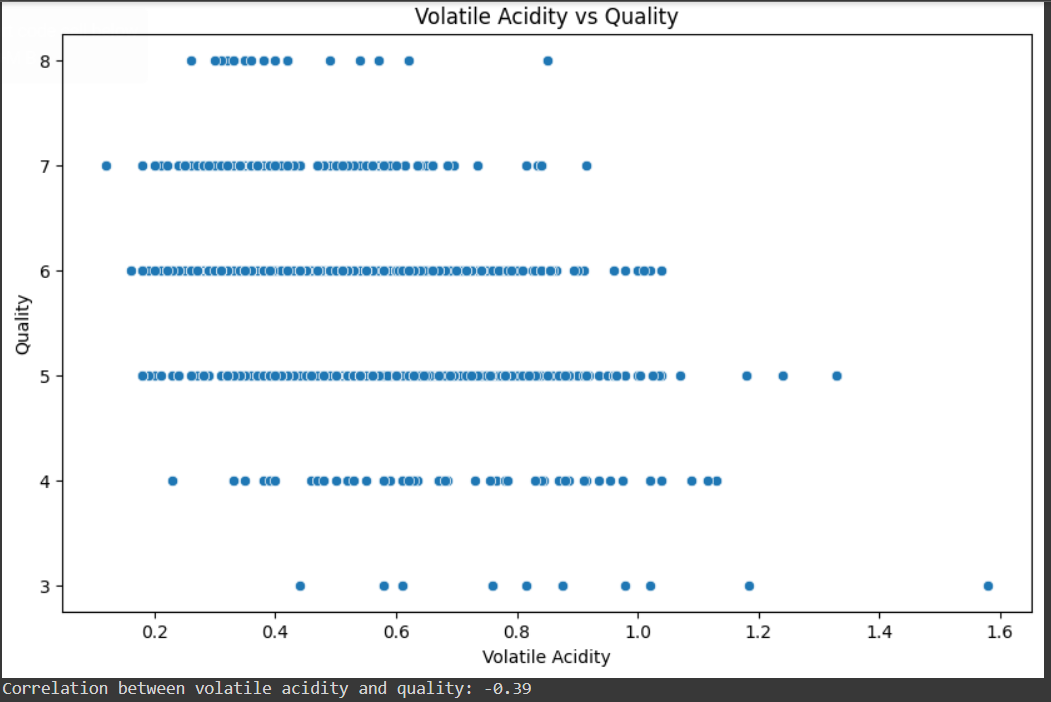 Volatile Acidity vs Quality
8
7
6
5
4
3
Quality
0.2 0.4 0.6 0.8 1.0 1.2 1.4 1.6
Volatile Acidity
Correlation between volatile acidity and quality: -0.39